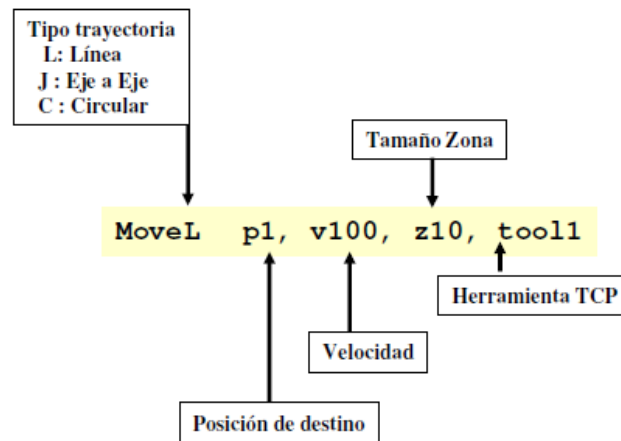 Tipo trayectoria
L: Línea
J : Eje a Eje
C : Circular
Tamaño Zona
MoveL p1, v100, z10, tool1
Herramienta TCP
Velocidad
Posición de destino